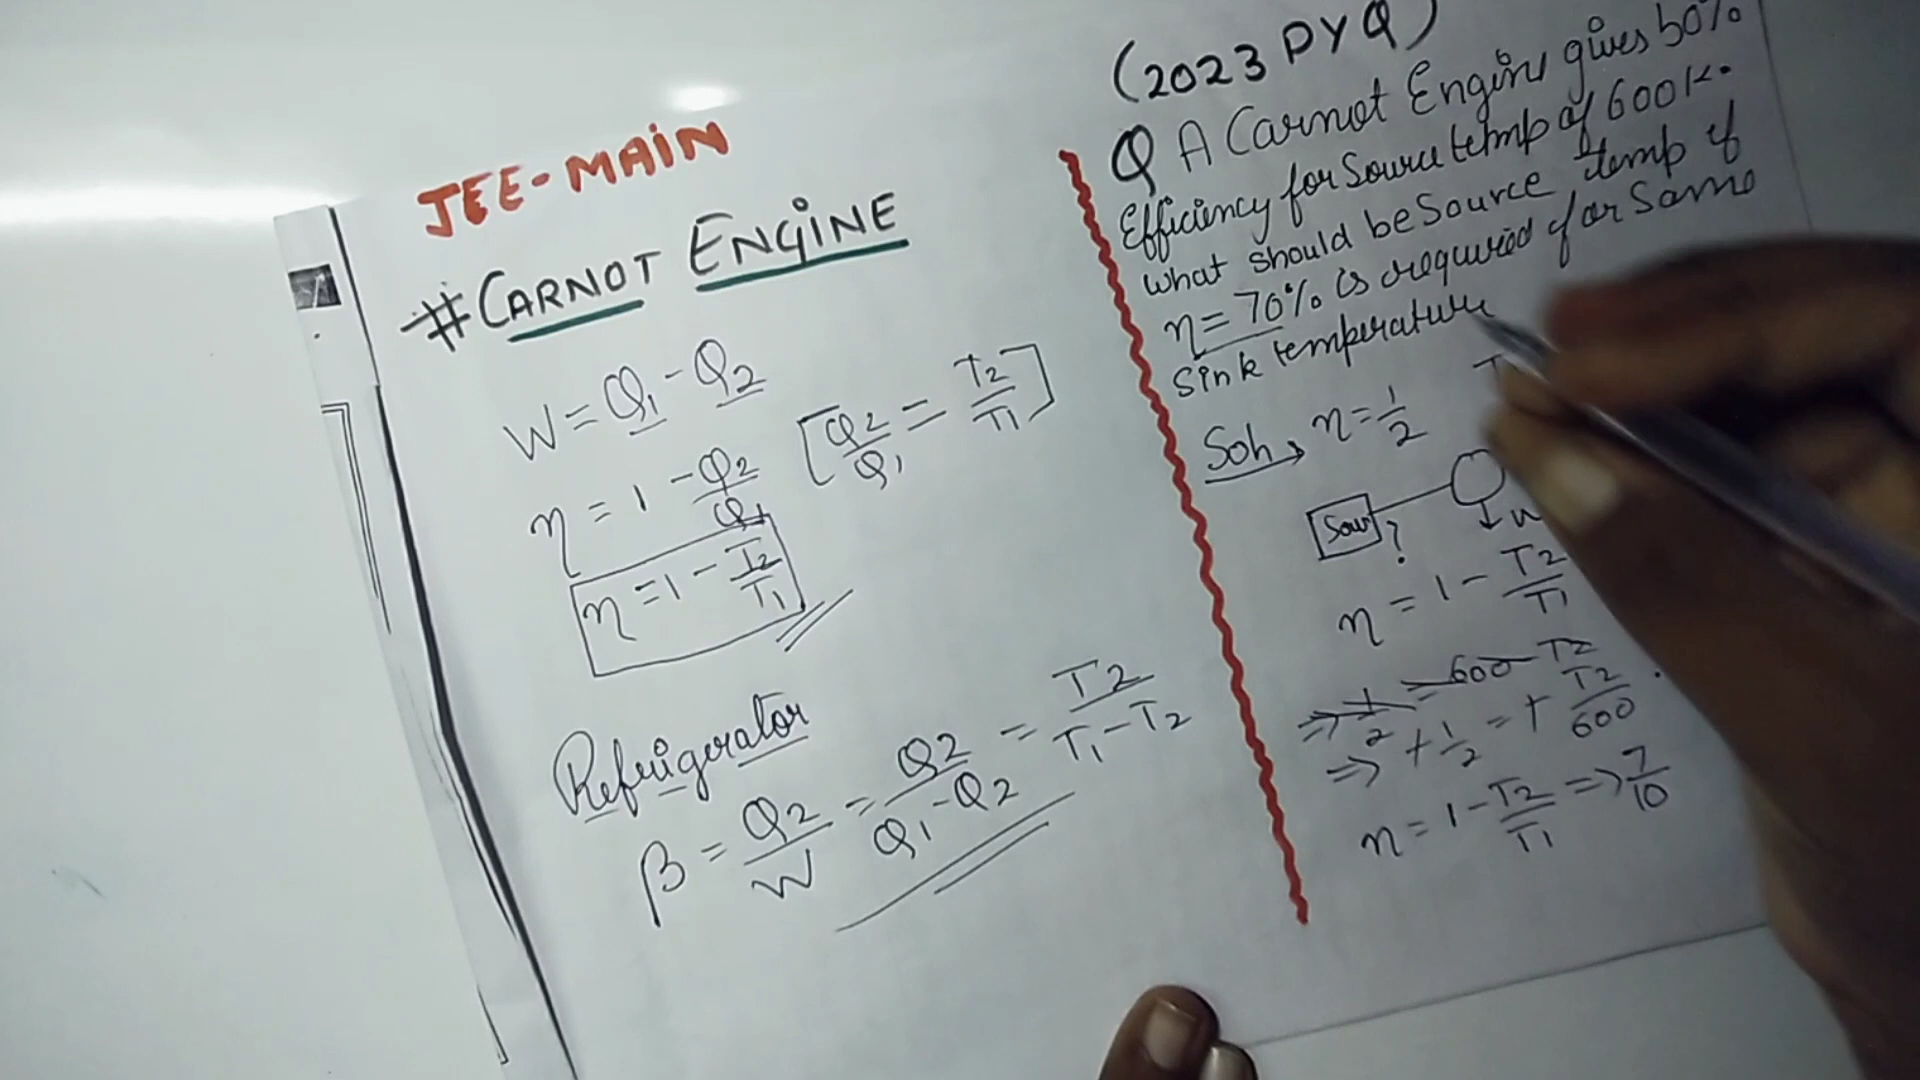 JEE-MAIN
#CARNOT ENGINE
W = Q1 - Q2
η = 1 - Q2/Q1 [Q2/Q1 = T2/T1]
η = 1 - T2/T1
Refrigerator
β = Q2/W = Q2/(Q1-Q2) = T2/(T1-T2)
(2023 PYQ)
Q A Carnot Engine gives 50%
Efficiency for Source temp of 600K.
what should be Source temp if
η = 70% is required for Same
Sink temperature
Soln → η = 1/2
Sour
?
η = 1 - T2/T1
⇒ 1/2 = 600 - T2
⇒ + 1/2 = + T2/600
η = 1 - T2/T1 ⇒ 7/10